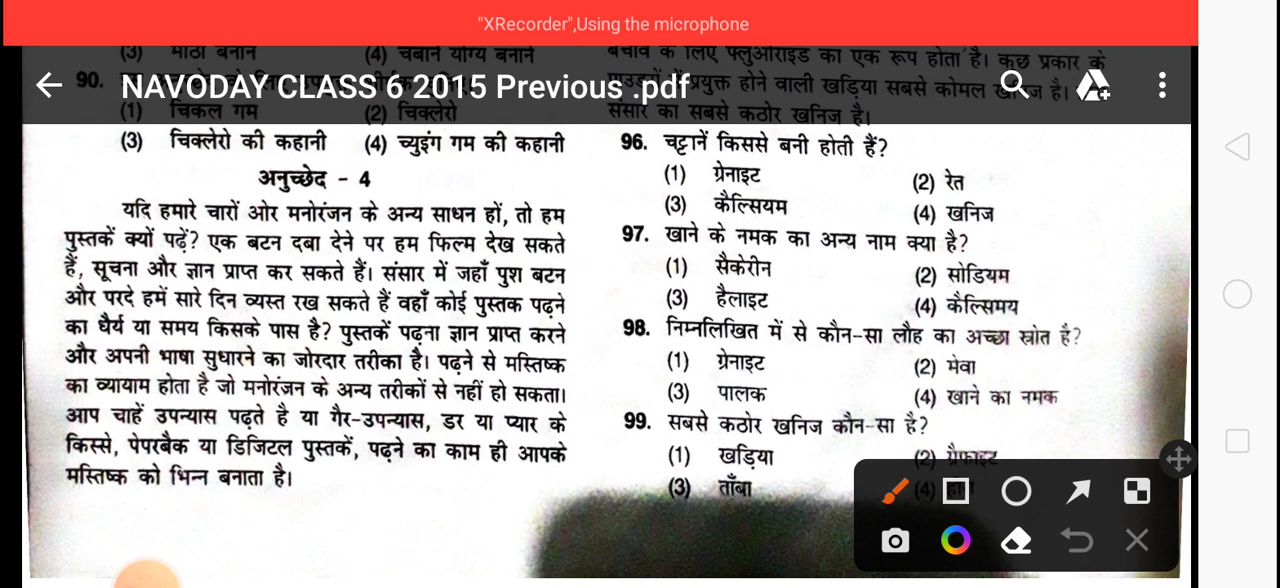 "XRecorder",Using the microphone
(3) माठा बनान (4) चबाने योग्य बनाने
90.
NAVODAY CLASS 6 2015 Previous .pdf
(1) चिकल गम (2) चिक्लेरो
(3) चिक्लेरो की कहानी (4) च्युइंग गम की कहानी
अनुच्छेद - 4
यदि हमारे चारों ओर मनोरंजन के अन्य साधन हों, तो हम
पुस्तकें क्यों पढ़ें? एक बटन दबा देने पर हम फिल्म देख सकते
हैं, सूचना और ज्ञान प्राप्त कर सकते हैं। संसार में जहाँ पुश बटन
और परदे हमें सारे दिन व्यस्त रख सकते हैं वहाँ कोई पुस्तक पढ़ने
का धैर्य या समय किसके पास है? पुस्तकें पढ़ना ज्ञान प्राप्त करने
और अपनी भाषा सुधारने का जोरदार तरीका है। पढ़ने से मस्तिष्क
का व्यायाम होता है जो मनोरंजन के अन्य तरीकों से नहीं हो सकता।
आप चाहें उपन्यास पढ़ते है या गैर-उपन्यास, डर या प्यार के
किस्से, पेपरबैक या डिजिटल पुस्तकें, पढ़ने का काम ही आपके
मस्तिष्क को भिन्न बनाता है।
बचाव के लिए फ्लुओराइड का एक रूप होता है। कुछ प्रकार के
प्रयुक्त होने वाली खड़िया सबसे कोमल है।
संसार का सबसे कठोर खनिज है।
96. चट्टानें किससे बनी होती हैं?
(1) ग्रेनाइट (2) रेत
(3) कैल्सियम (4) खनिज
97. खाने के नमक का अन्य नाम क्या है?
(1) सैकेरीन (2) सोडियम
(3) हैलाइट (4) कैल्सिमय
98. निम्नलिखित में से कौन-सा लौह का अच्छा स्रोत है?
(1) ग्रेनाइट (2) मेवा
(3) पालक (4) खाने का नमक
99. सबसे कठोर खनिज कौन-सा है?
(1) खड़िया (2) ग्रैफाइट
(3) ताँबा (4)